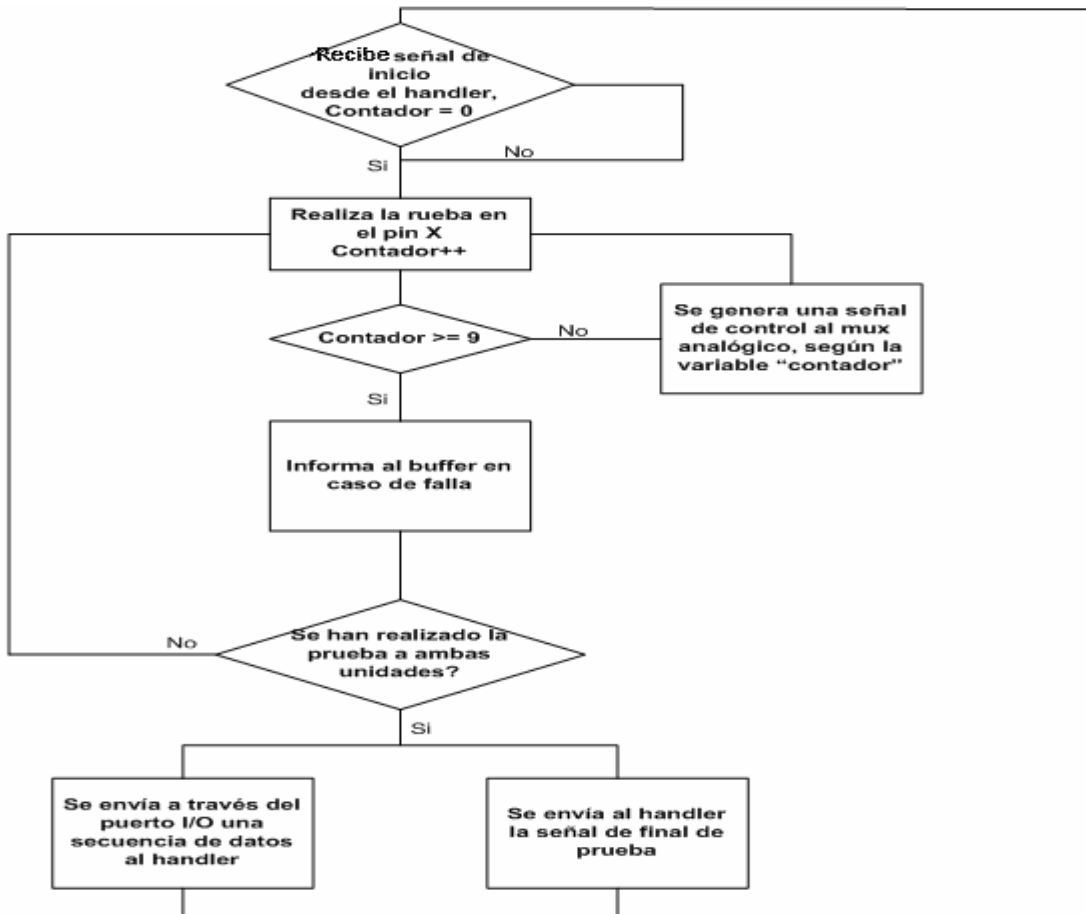 Recibe señal de
inicio
desde el handler,
Contador = 0
No
Si
Realiza la rueba en
el pin X
Contador++
Se genera una señal
de control al mux
analógico, según la
variable “contador”
Contador >= 9
No
Si
Informa al buffer en
caso de falla
Se han realizado la
prueba a ambas
unidades?
No
Si
Se envía a través del
puerto I/O una
secuencia de datos
al handler
Se envía al handler
la señal de final de
prueba